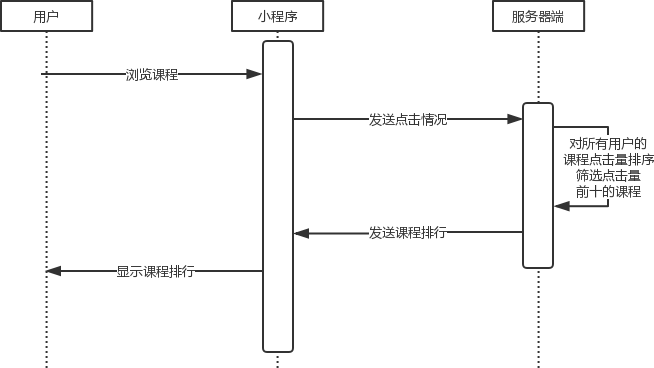 用户
小程序
服务器端
浏览课程
发送点击情况
对所有用户的
课程点击量排序
筛选点击量
前十的课程
发送课程排行
显示课程排行